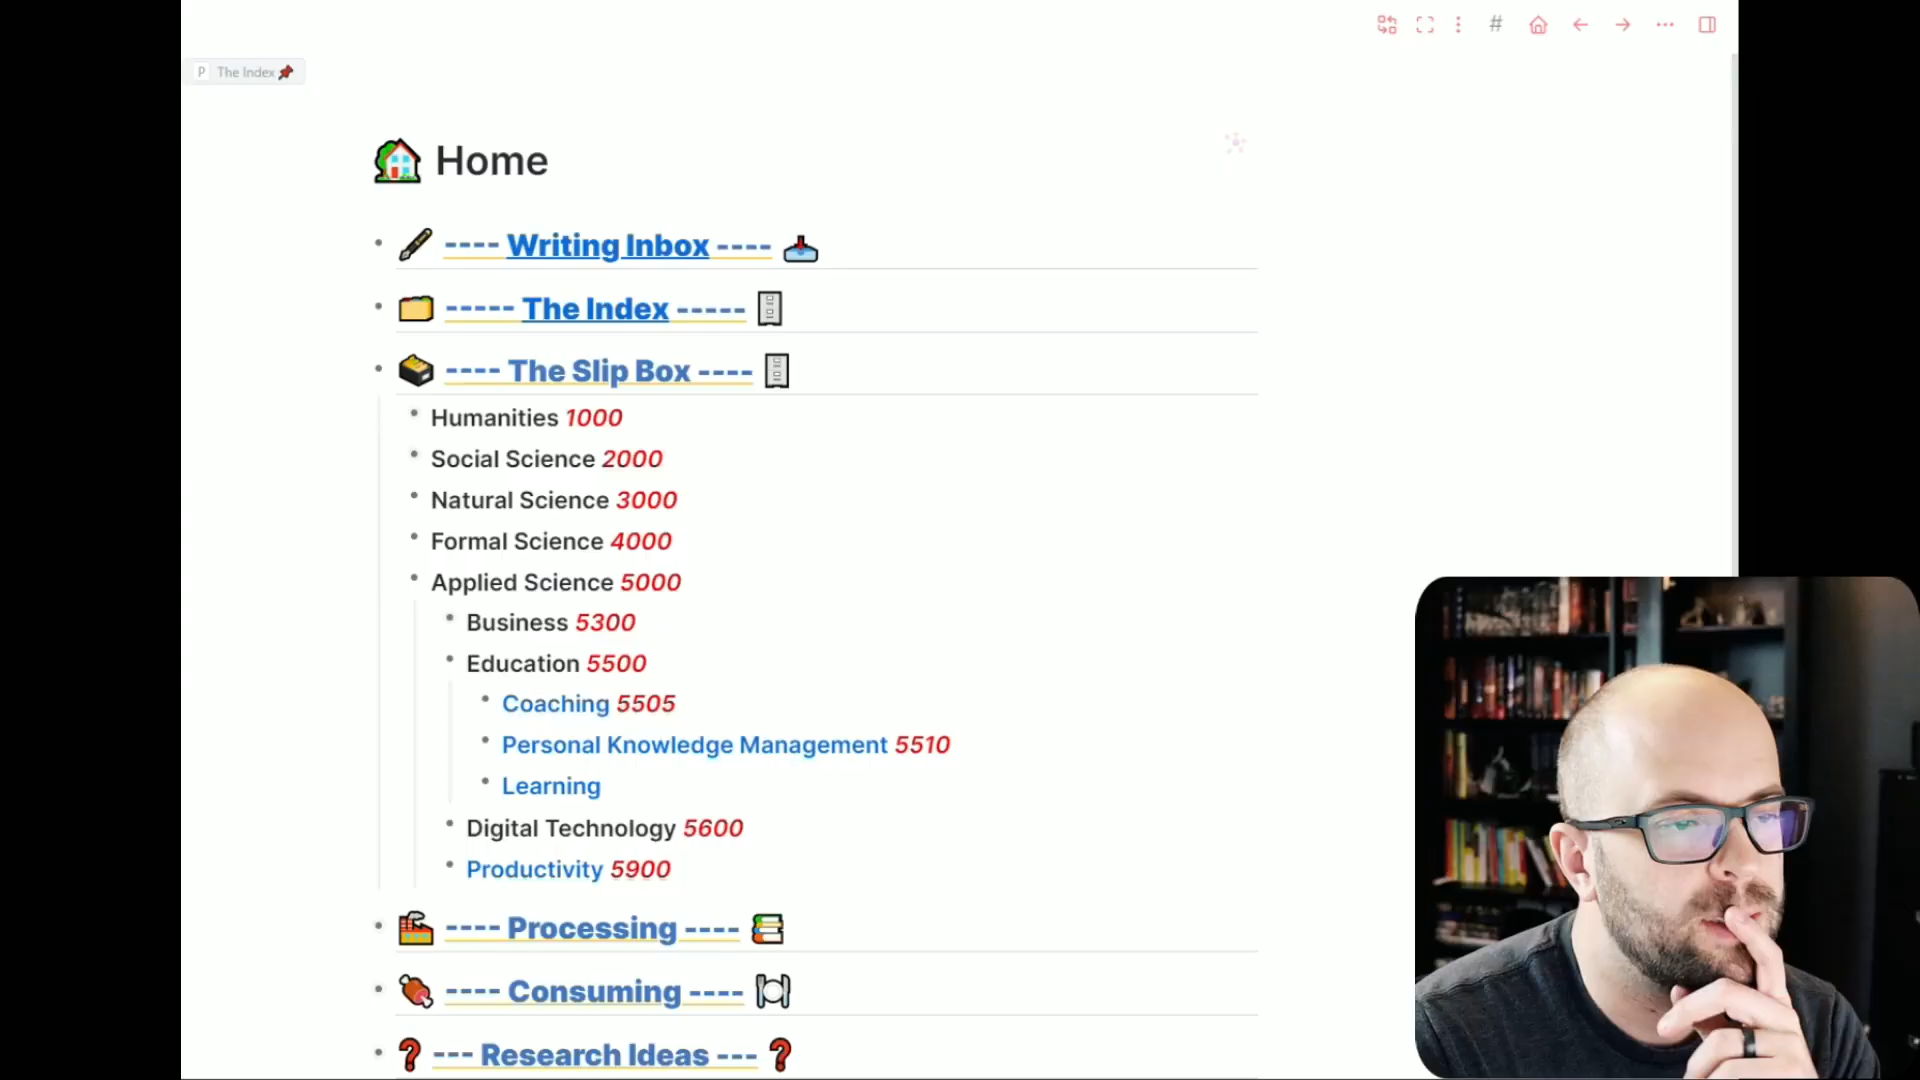 #
P The Index
Home
---- Writing Inbox ----
----- The Index -----
---- The Slip Box ----
Humanities 1000
Social Science 2000
Natural Science 3000
Formal Science 4000
Applied Science 5000
Business 5300
Education 5500
Coaching 5505
Personal Knowledge Management 5510
Learning
Digital Technology 5600
Productivity 5900
---- Processing ----
---- Consuming ----
--- Research Ideas ---